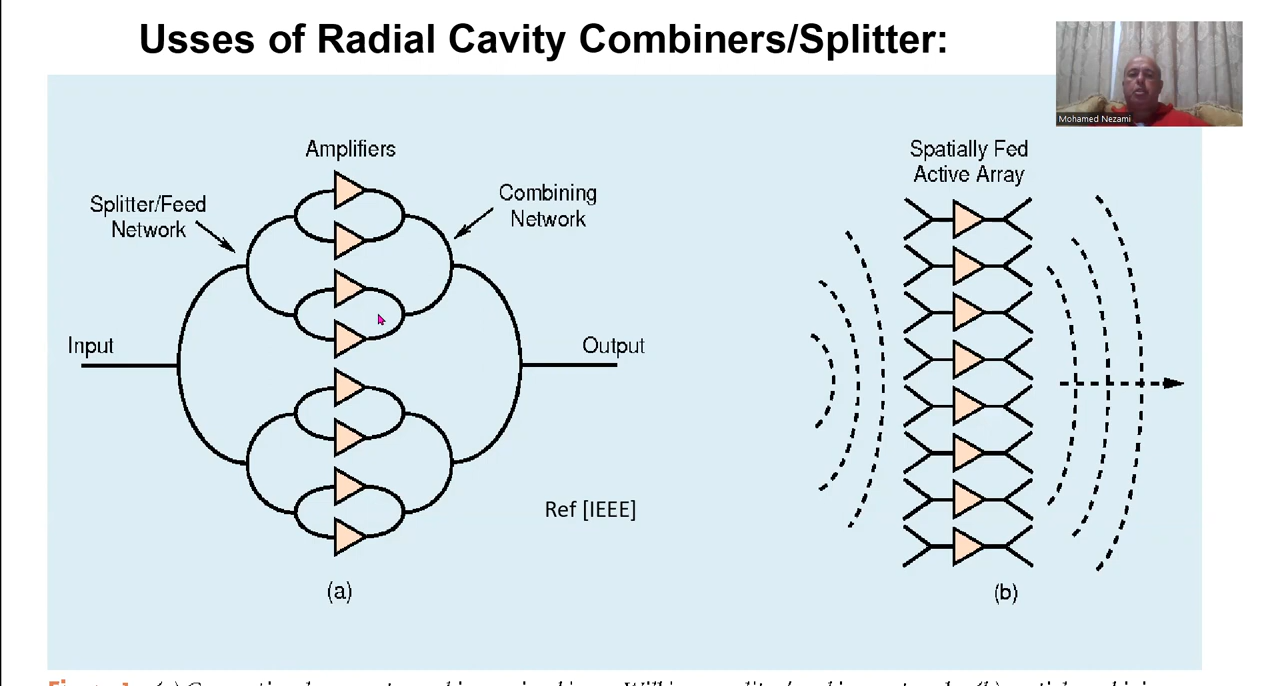 Usses of Radial Cavity Combiners/Splitter:
Mohamed Nezami
Amplifiers
Splitter/Feed
Network
Combining
Network
Input
Output
Ref [IEEE]
(a)
Spatially Fed
Active Array
(b)